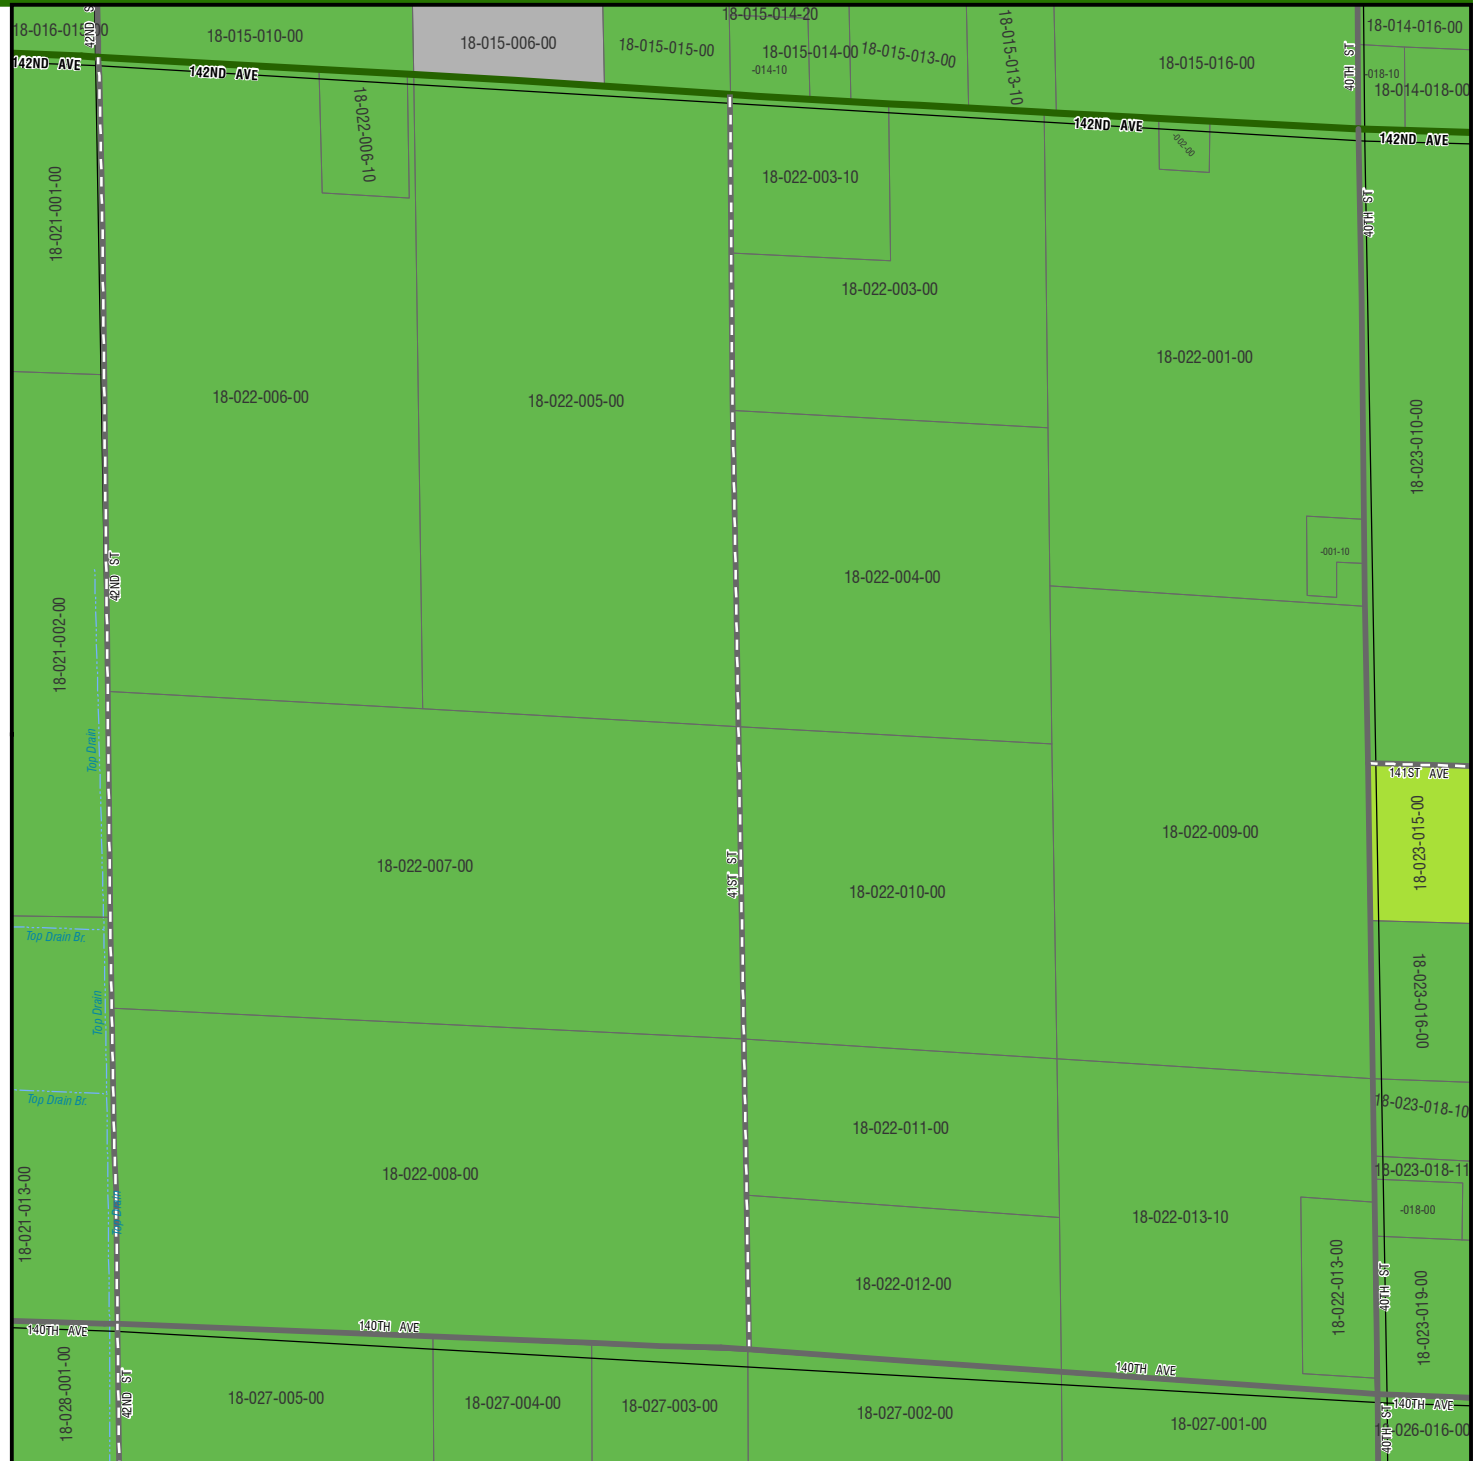 18-016-015-00
42ND S
18-015-010-00
18-015-006-00
18-015-015-00
18-015-014-20
18-015-014-00
-014-10
18-015-013-00
18-015-013-10
18-015-016-00
40TH ST
18-014-016-00
-018-10
18-014-018-00
142ND AVE
142ND AVE
142ND AVE
142ND AVE
18-021-001-00
18-022-006-10
18-022-003-10
-002-00
40TH ST
18-022-003-00
18-022-001-00
18-022-006-00
18-022-005-00
18-023-010-00
42ND ST
18-022-004-00
-001-10
18-021-002-00
Top Drain
141ST AVE
18-023-015-00
18-022-007-00
41ST ST
18-022-010-00
18-022-009-00
Top Drain Br.
Top Drain
18-023-016-00
Top Drain Br.
18-023-018-10
18-022-011-00
18-022-008-00
18-023-018-11
18-021-013-00
Top Drain
18-022-013-10
-018-00
18-022-012-00
18-022-013-00
40TH ST
18-023-019-00
140TH AVE
140TH AVE
140TH AVE
140TH AVE
18-028-001-00
42ND ST
18-027-005-00
18-027-004-00
18-027-003-00
18-027-002-00
18-027-001-00
40TH ST
18-026-016-00